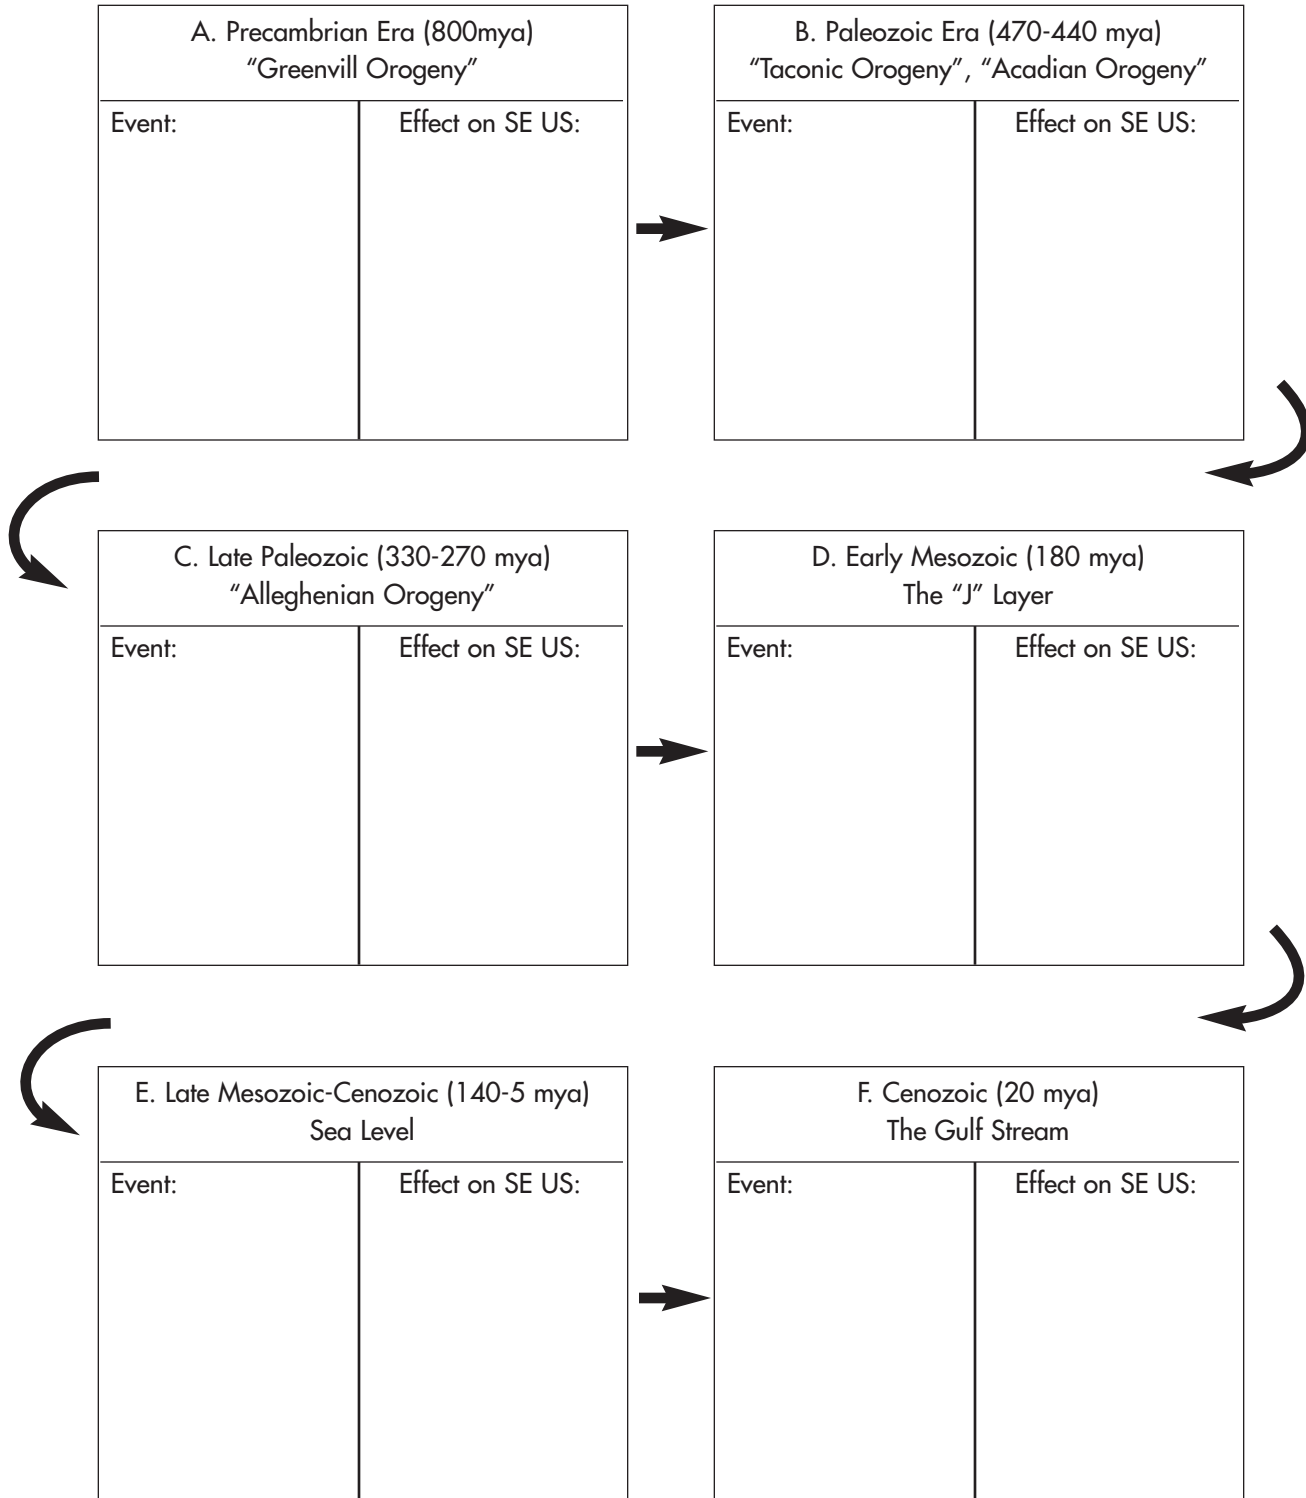 A. Precambrian Era (800mya)
“Greenvill Orogeny”
Event:
Effect on SE US:
B. Paleozoic Era (470-440 mya)
“Taconic Orogeny”, “Acadian Orogeny”
Event:
Effect on SE US:
C. Late Paleozoic (330-270 mya)
“Alleghenian Orogeny”
Event:
Effect on SE US:
D. Early Mesozoic (180 mya)
The “J” Layer
Event:
Effect on SE US:
E. Late Mesozoic-Cenozoic (140-5 mya)
Sea Level
Event:
Effect on SE US:
F. Cenozoic (20 mya)
The Gulf Stream
Event:
Effect on SE US: